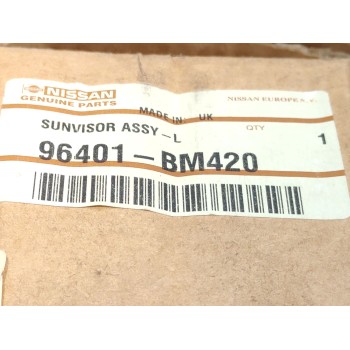 NISSAN
GENUINE PARTS
MADE IN: UK
NISSAN EUROPE
SUNVISOR ASSY-L
QTY
1
96401-BM420